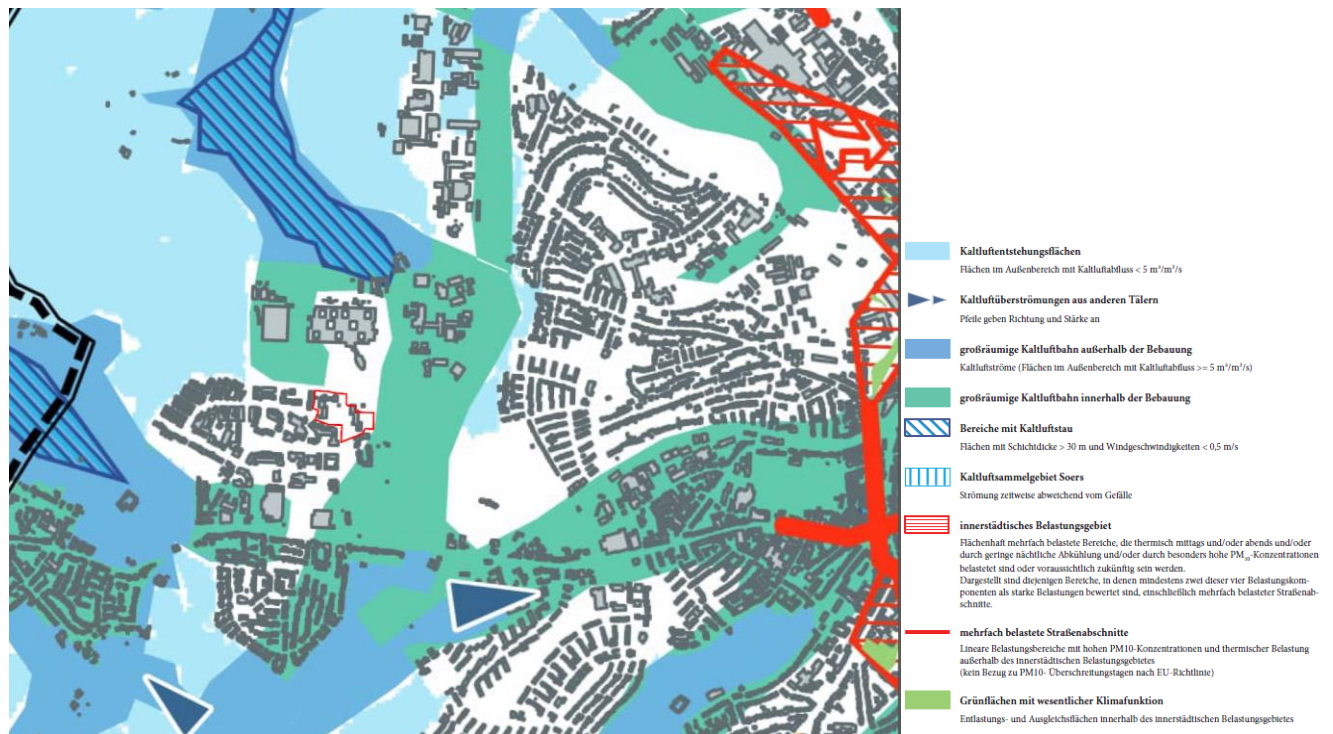 Kaltluftentstehungsflächen
Flächen im Außenbereich mit Kaltluftabfluss < 5 m³/m³/s
Kaltluftüberströmungen aus anderen Tälern
Pfeile geben Richtung und Stärke an
großräumige Kaltluftbahn außerhalb der Bebauung
Kaltluftströme (Flächen im Außenbereich mit Kaltluftabfluss >= 5 m³/m³/s)
großräumige Kaltluftbahn innerhalb der Bebauung
Bereiche mit Kaltluftstau
Flächen mit Schichtdicke > 30 m und Windgeschwindigkeiten < 0,5 m/s
Kaltluftsammelgebiet Soers
Strömung zeitweise abweichend vom Gefälle
innerstädtisches Belastungsgebiet
Flächenhaft mehrfach belastete Bereiche, die thermisch mittags und/oder abends und/oder
durch geringe nächtliche Abkühlung und/oder durch besonders hohe PM₁₀-Konzentrationen
belastetet sind oder voraussichtlich zukünftig sein werden.
Dargestellt sind diejenigen Bereiche, in denen mindestens zwei dieser vier Belastungskom-
ponenten als starke Belastungen bewertet sind, einschließlich mehrfach belasteter Straßenab-
schnitte.
mehrfach belastete Straßenabschnitte
Lineare Belastungsbereiche mit hohen PM10-Konzentrationen und thermischer Belastung
außerhalb des innerstädtischen Belastungsgebietes
(kein Bezug zu PM10- Überschreitungstagen nach EU-Richtlinie)
Grünflächen mit wesentlicher Klimafunktion
Entlastungs- und Ausgleichsflächen innerhalb des innerstädtischen Belastungsgebietes